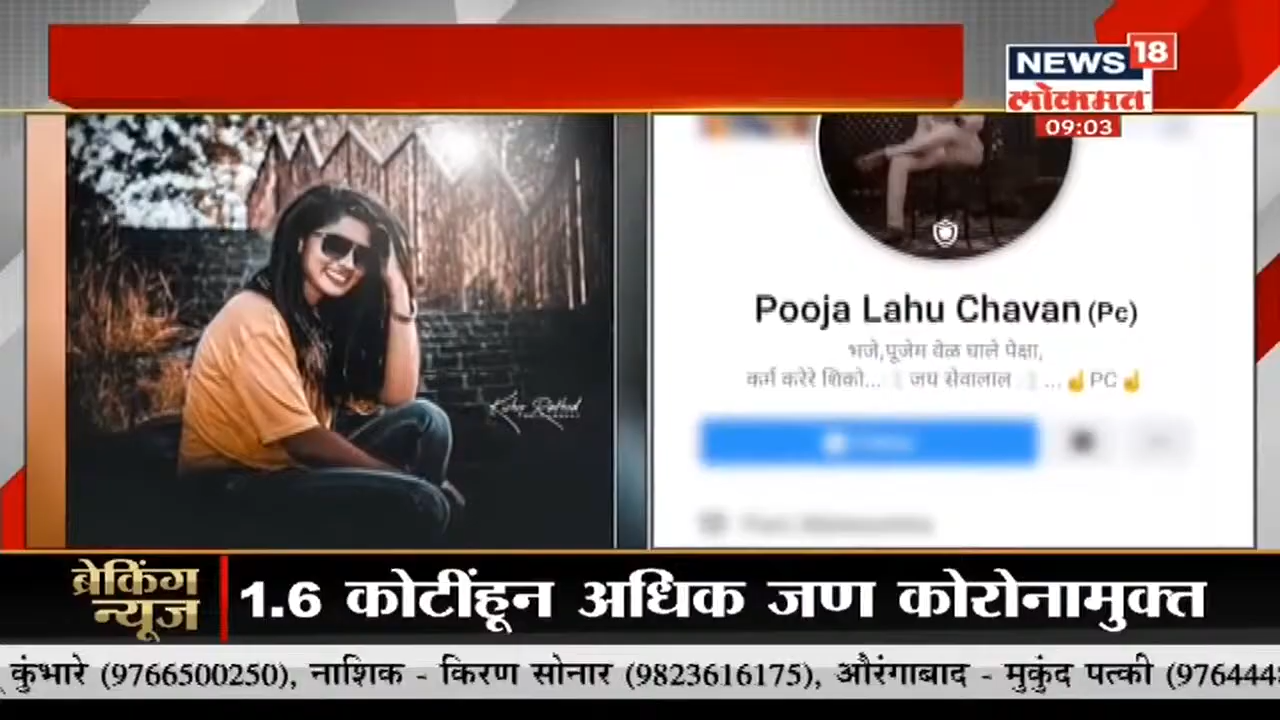 NEWS 18
लोकमत
09:03
Pooja Lahu Chavan (Pc)
भजे,पूजेम वेळ घाले पेक्षा,
कर्म करेरे शिको... जय सेवालाल ...☝PC☝
ब्रेकिंग
न्यूज
1.6 कोटींहून अधिक जण कोरोनामुक्त
कुंभारे (9766500250), नाशिक - किरण सोनार (9823616175), औरंगाबाद - मुकुंद पत्की (976444